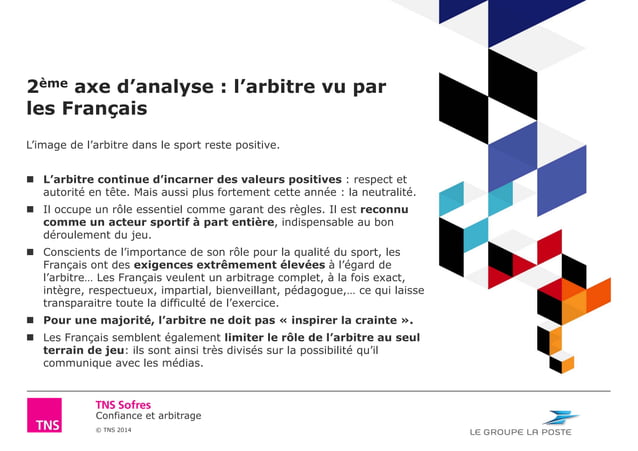 2ème axe d’analyse : l’arbitre vu par
les Français
L’image de l’arbitre dans le sport reste positive.
■ L’arbitre continue d’incarner des valeurs positives : respect et
autorité en tête. Mais aussi plus fortement cette année : la neutralité.
■ Il occupe un rôle essentiel comme garant des règles. Il est reconnu
comme un acteur sportif à part entière, indispensable au bon
déroulement du jeu.
■ Conscients de l’importance de son rôle pour la qualité du sport, les
Français ont des exigences extrêmement élevées à l’égard de
l’arbitre… Les Français veulent un arbitrage complet, à la fois exact,
intègre, respectueux, impartial, bienveillant, pédagogue,… ce qui laisse
transparaitre toute la difficulté de l’exercice.
■ Pour une majorité, l’arbitre ne doit pas « inspirer la crainte ».
■ Les Français semblent également limiter le rôle de l’arbitre au seul
terrain de jeu: ils sont ainsi très divisés sur la possibilité qu’il
communique avec les médias.
TNS
TNS Sofres
Confiance et arbitrage
© TNS 2014
LE GROUPE LA POSTE